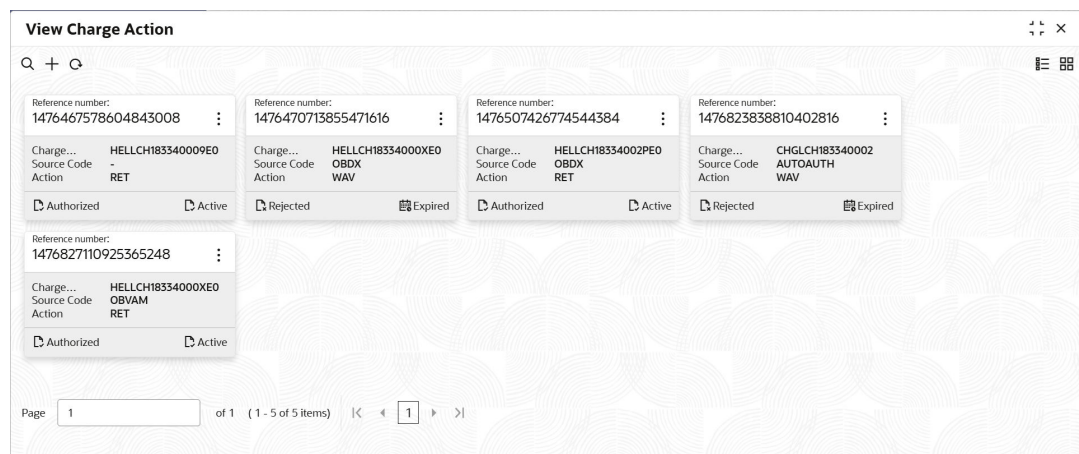 View Charge Action
Reference number:
1476467578604843008
Charge... HELLCH183340009E0
Source Code -
Action RET
Authorized Active
Reference number:
1476470713855471616
Charge... HELLCH18334000XE0
Source Code OBDX
Action WAV
Rejected Expired
Reference number:
1476507426774544384
Charge... HELLCH18334002PE0
Source Code OBDX
Action RET
Authorized Active
Reference number:
1476823838810402816
Charge... CHGLCH183340002
Source Code AUTOAUTH
Action WAV
Rejected Expired
Reference number:
1476827110925365248
Charge... HELLCH18334000XE0
Source Code OBVAM
Action RET
Authorized Active
Page 1 of 1 ( 1 - 5 of 5 items) 1